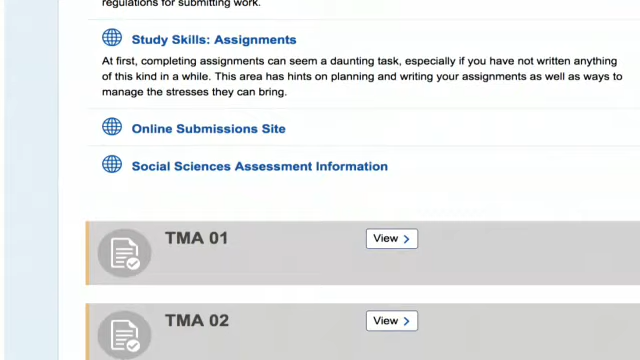 regulations for submitting work.
Study Skills: Assignments
At first, completing assignments can seem a daunting task, especially if you have not written anything
of this kind in a while. This area has hints on planning and writing your assignments as well as ways to
manage the stresses they can bring.
Online Submissions Site
Social Sciences Assessment Information
TMA 01
View
TMA 02
View